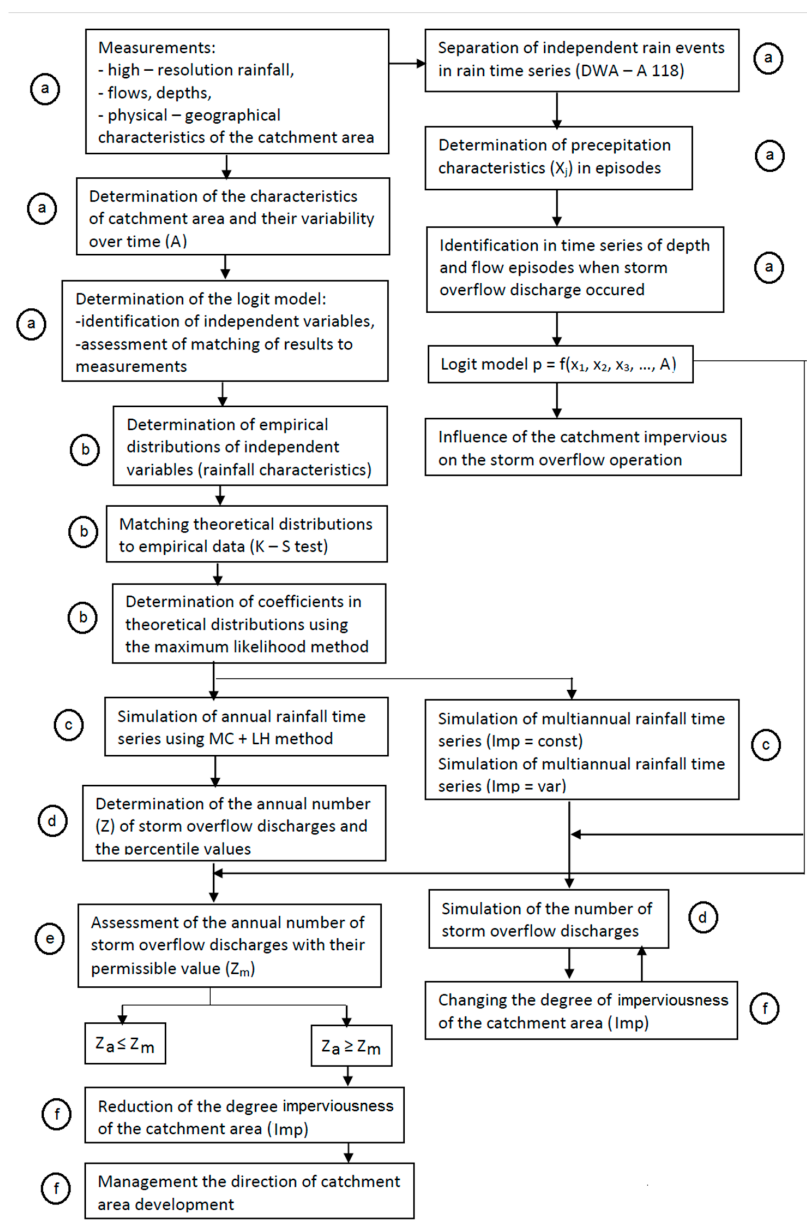 Measurements:
- high – resolution rainfall,
- flows, depths,
- physical – geographical
characteristics of the catchment area
a
Separation of independent rain events
in rain time series (DWA – A 118)
a
Determination of precepitation
characteristics (Xj) in episodes
a
Determination of the characteristics
of catchment area and their variability
over time (A)
a
Identification in time series of depth
and flow episodes when storm
overflow discharge occured
a
Determination of the logit model:
-identification of independent variables,
-assessment of matching of results to
measurements
a
Logit model p = f(x₁, x₂, x₃, ..., A)
Influence of the catchment impervious
on the storm overflow operation
Determination of empirical
distributions of independent
variables (rainfall characteristics)
b
Matching theoretical distributions
to empirical data (K – S test)
b
Determination of coefficients in
theoretical distributions using
the maximum likelihood method
b
Simulation of annual rainfall time
series using MC + LH method
c
Simulation of multiannual rainfall time
series (Imp = const)
Simulation of multiannual rainfall time
series (Imp = var)
c
Determination of the annual number
(Z) of storm overflow discharges and
the percentile values
d
Assessment of the annual number of
storm overflow discharges with their
permissible value (Zm)
e
Simulation of the number of
storm overflow discharges
d
Changing the degree of imperviousness
of the catchment area (Imp)
f
Za ≤ Zm
Za ≥ Zm
Reduction of the degree imperviousness
of the catchment area (Imp)
f
Management the direction of catchment
area development
f